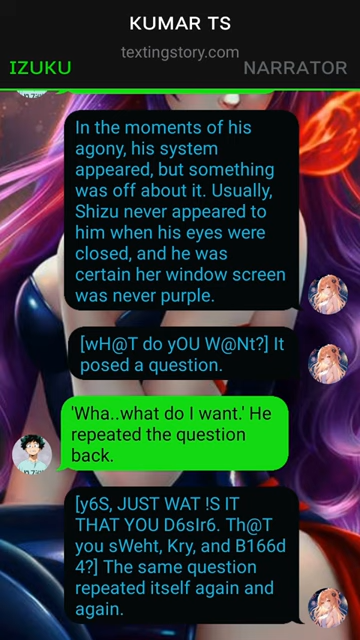 KUMAR TS
textingstory.com
IZUKU
NARRATOR
In the moments of his
agony, his system
appeared, but something
was off about it. Usually,
Shizu never appeared to
him when his eyes were
closed, and he was
certain her window screen
was never purple.
[wH@T do yOU W@Nt?] It
posed a question.
'Wha..what do I want.' He
repeated the question
back.
[y6S, JUST WAT !S IT
THAT YOU D6sIr6. Th@T
you sWeht, Kry, and B166d
4?] The same question
repeated itself again and
again.